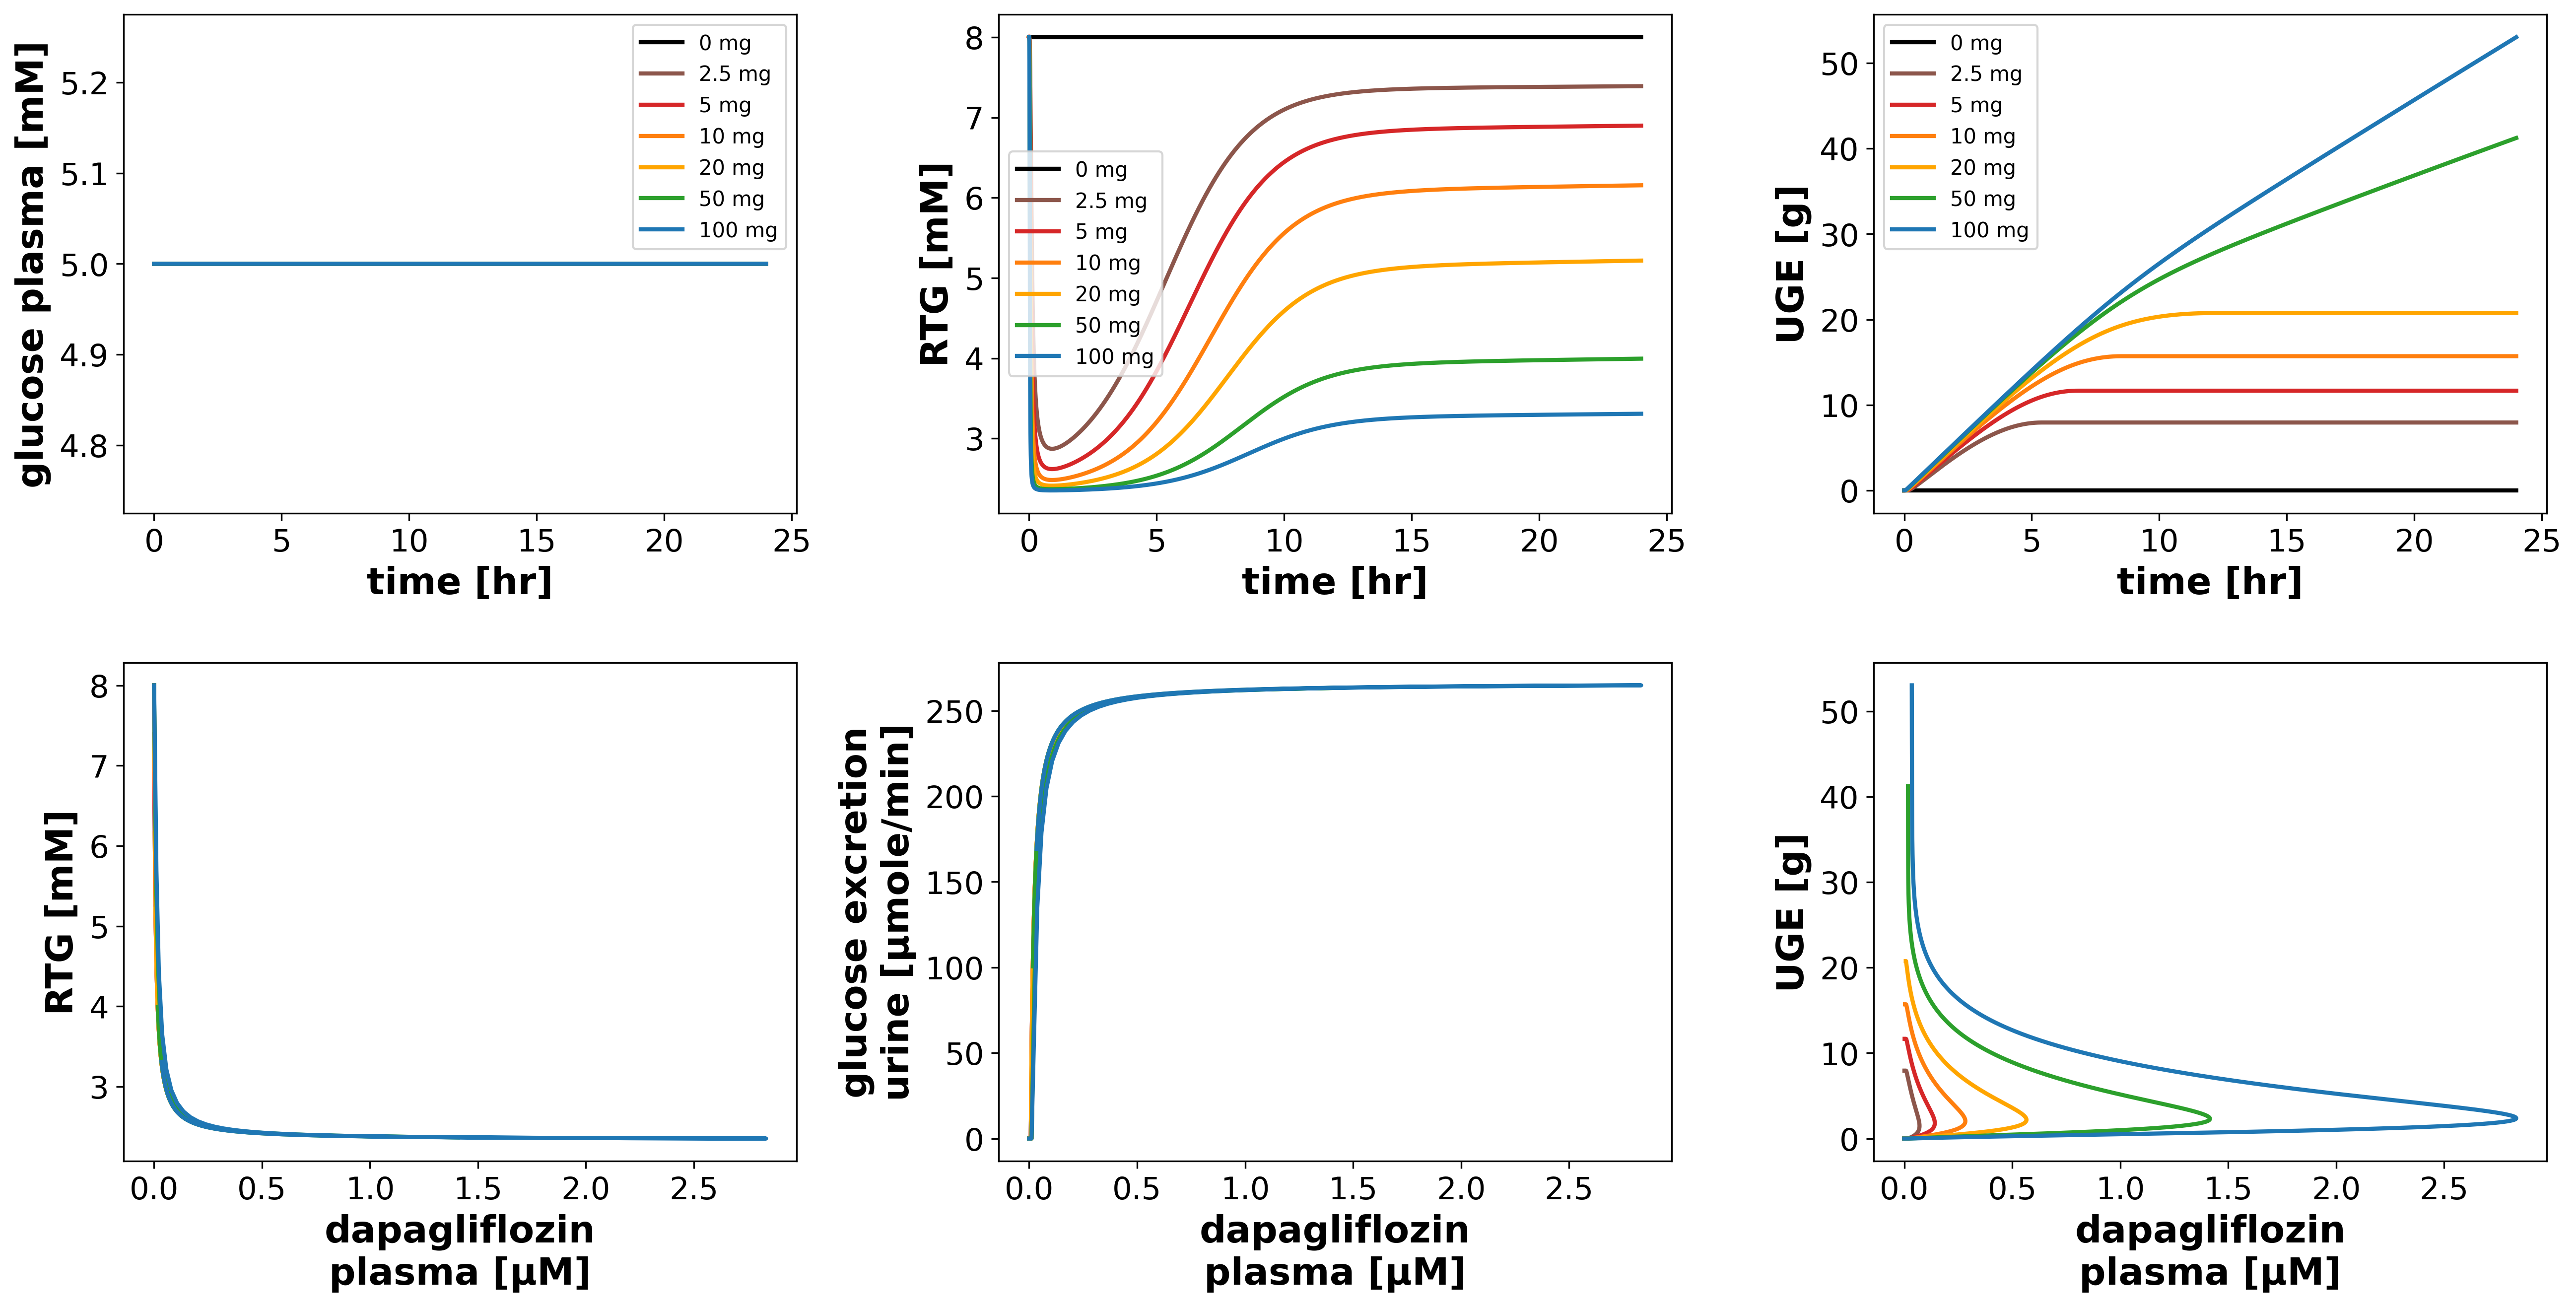 glucose plasma [mM]
5.2
5.1
5.0
4.9
4.8
0 mg
2.5 mg
5 mg
10 mg
20 mg
50 mg
100 mg
0 5 10 15 20 25
time [hr]
RTG [mM]
8
7
6
5
4
3
0 mg
2.5 mg
5 mg
10 mg
20 mg
50 mg
100 mg
0 5 10 15 20 25
time [hr]
UGE [g]
50
40
30
20
10
0
0 mg
2.5 mg
5 mg
10 mg
20 mg
50 mg
100 mg
0 5 10 15 20 25
time [hr]
RTG [mM]
8
7
6
5
4
3
0.0 0.5 1.0 1.5 2.0 2.5
dapagliflozin
plasma [µM]
glucose excretion
urine [µmole/min]
250
200
150
100
50
0
0.0 0.5 1.0 1.5 2.0 2.5
dapagliflozin
plasma [µM]
UGE [g]
50
40
30
20
10
0
0.0 0.5 1.0 1.5 2.0 2.5
dapagliflozin
plasma [µM]